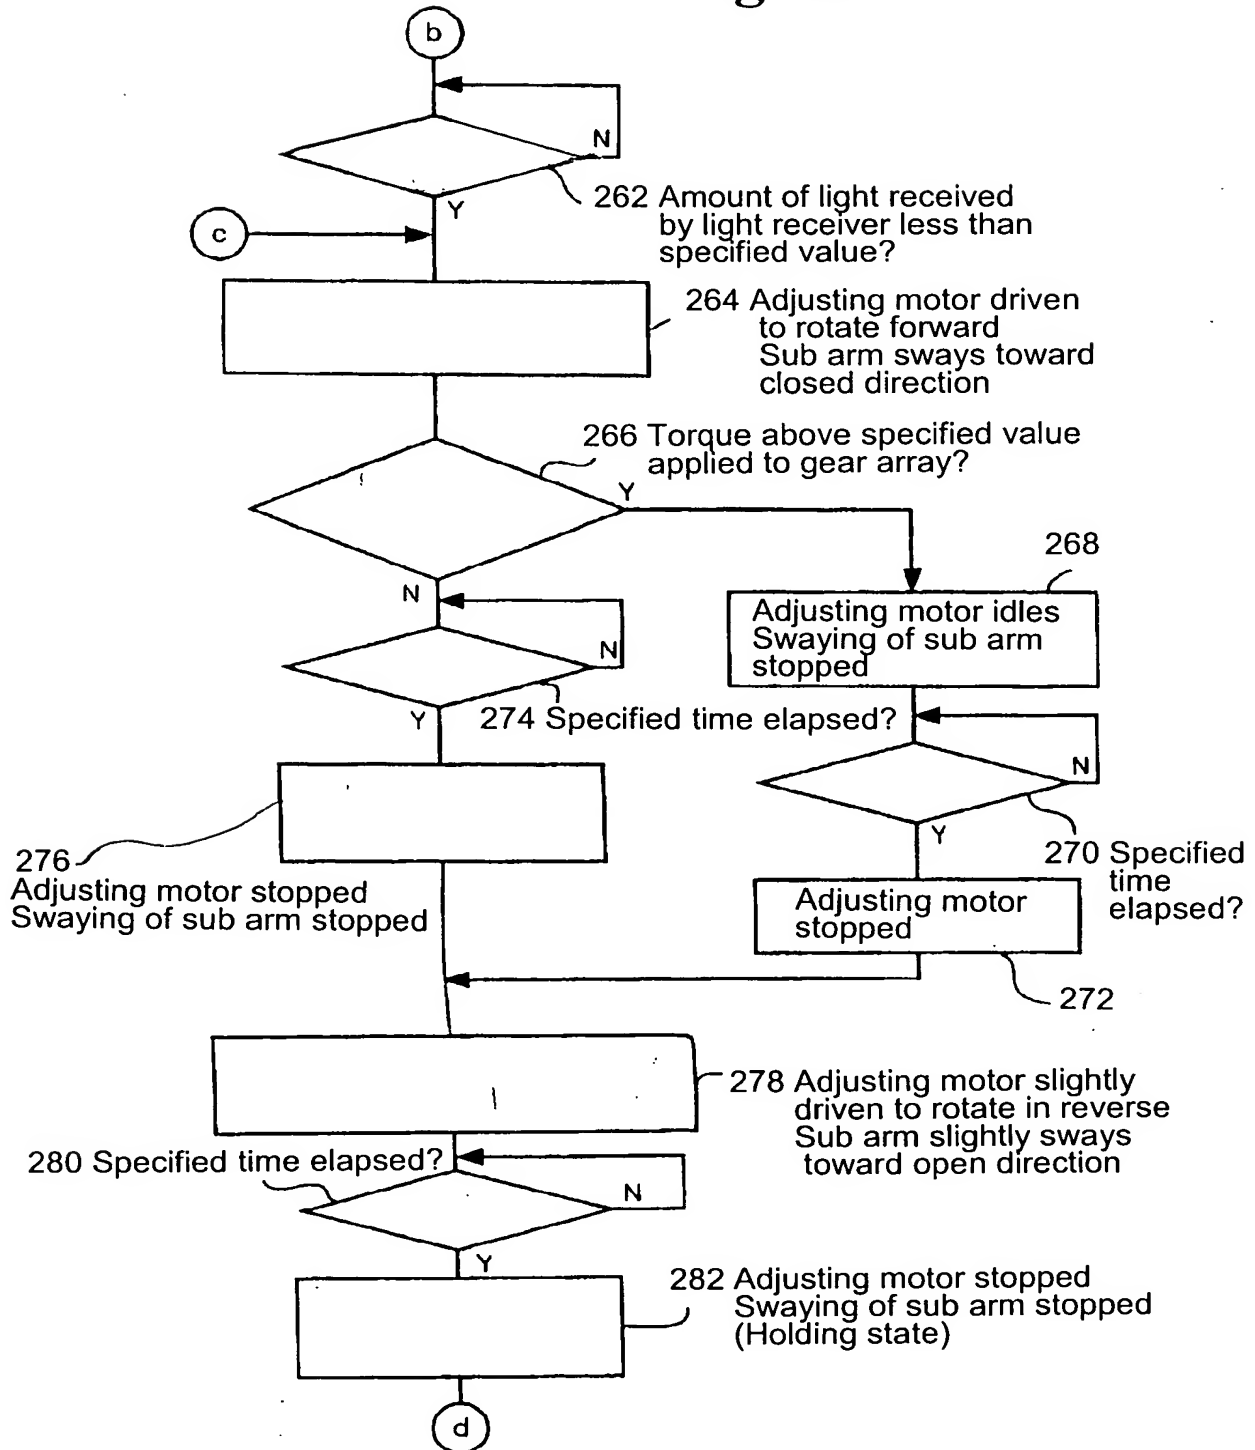 b
N
Y
262 Amount of light received
by light receiver less than
specified value?
c
264 Adjusting motor driven
to rotate forward
Sub arm sways toward
closed direction
266 Torque above specified value
applied to gear array?
Y
N
268
Adjusting motor idles
Swaying of sub arm
stopped
N
274 Specified time elapsed?
Y
N
Y
270 Specified
time
elapsed?
276
Adjusting motor stopped
Swaying of sub arm stopped
Adjusting motor
stopped
272
278 Adjusting motor slightly
driven to rotate in reverse
Sub arm slightly sways
toward open direction
280 Specified time elapsed?
N
Y
282 Adjusting motor stopped
Swaying of sub arm stopped
(Holding state)
d